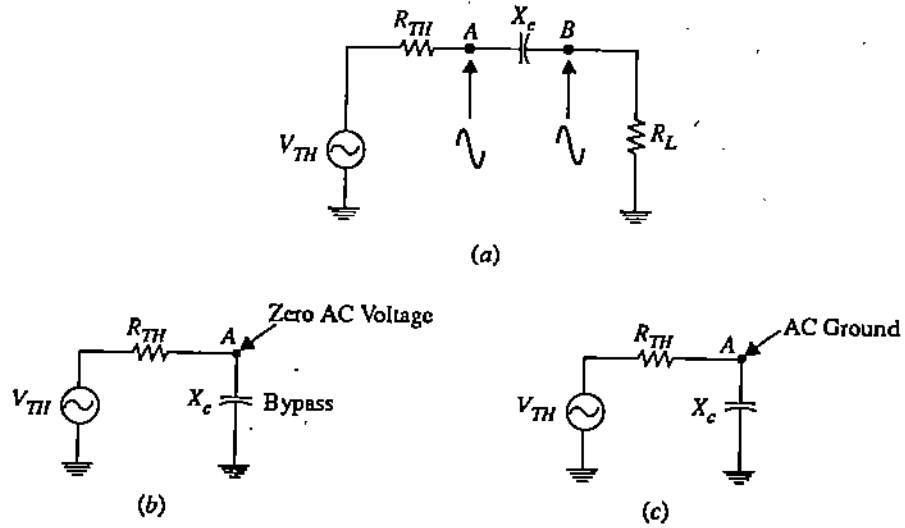 R_TH A X_c B
V_TH
R_L
(a)
Zero AC Voltage
R_TH A
V_TH X_c Bypass
(b)
AC Ground
R_TH A
V_TH X_c
(c)